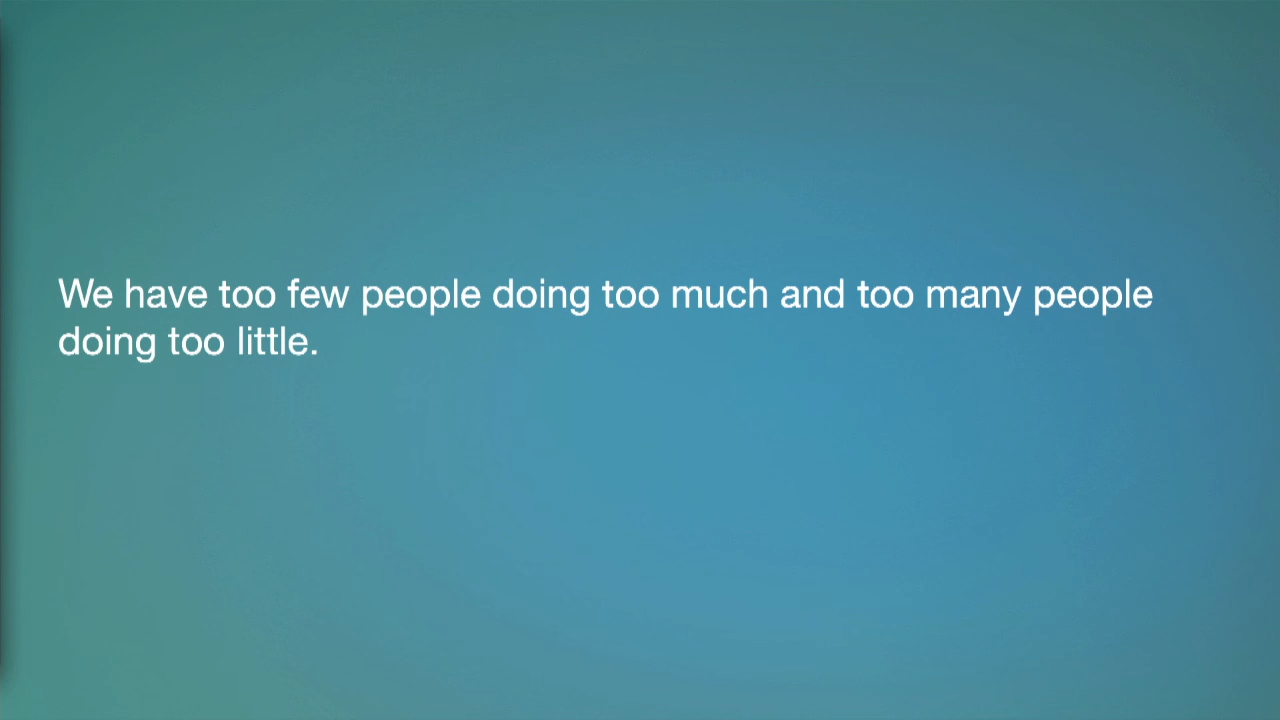 We have too few people doing too much and too many people
doing too little.